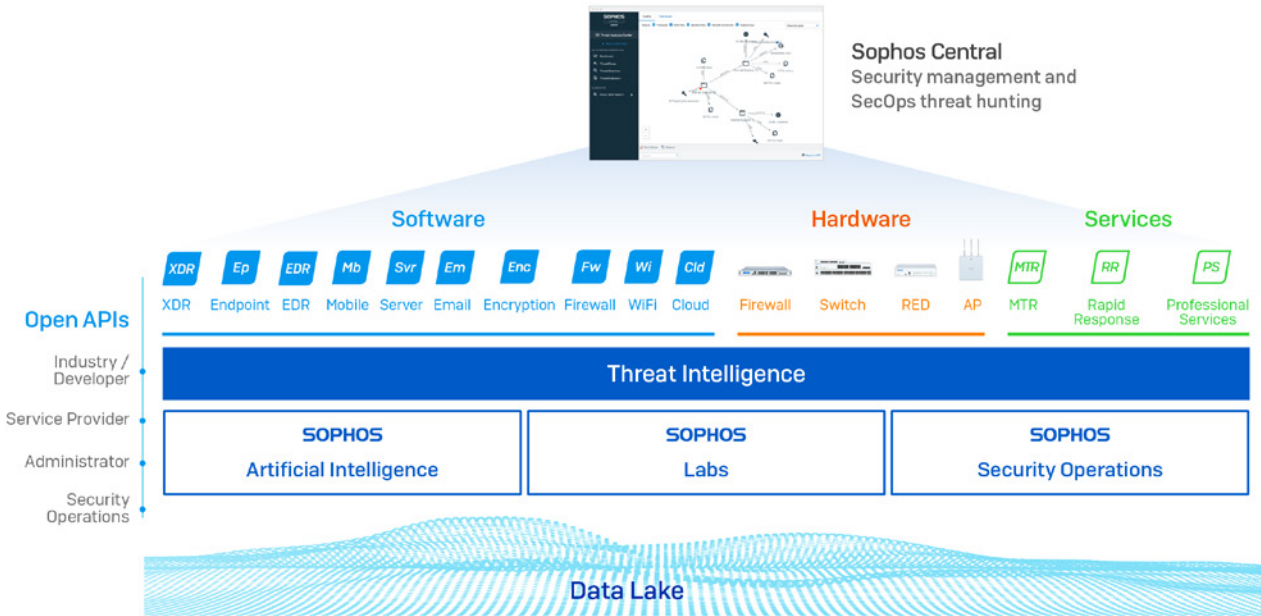 SOPHOS
Sophos Central
Security management and
SecOps threat hunting
Software
Hardware
Services
XDR
Ep
EDR
Mb
Svr
Em
Enc
Fw
Wi
Cld
MTR
RR
PS
XDR
Endpoint
EDR
Mobile
Server
Email
Encryption
Firewall
WiFi
Cloud
Firewall
Switch
RED
AP
MTR
Rapid
Response
Professional
Services
Open APIs
Industry /
Developer
Service Provider
Administrator
Security
Operations
Threat Intelligence
SOPHOS
Artificial Intelligence
SOPHOS
Labs
SOPHOS
Security Operations
Data Lake